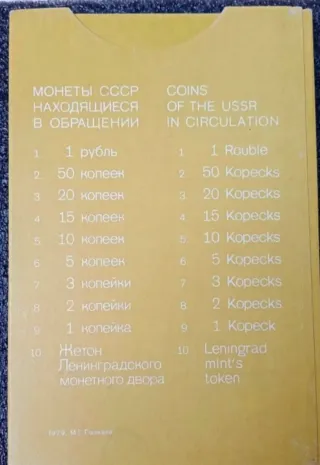 МОНЕТЫ СССР
НАХОДЯЩИЕСЯ
В ОБРАЩЕНИИ
1. 1 рубль
2. 50 копеек
3. 20 копеек
4. 15 копеек
5. 10 копеек
6. 5 копеек
7. 3 копейки
8. 2 копейки
9. 1 копейка
10. Жетон
Ленинградского
монетного двора
COINS
OF THE USSR
IN CIRCULATION
1. 1 Rouble
2. 50 Kopecks
3. 20 Kopecks
4. 15 Kopecks
5. 10 Kopecks
6. 5 Kopecks
7. 3 Kopecks
8. 2 Kopecks
9. 1 Kopeck
10. Leningrad
mint's
token